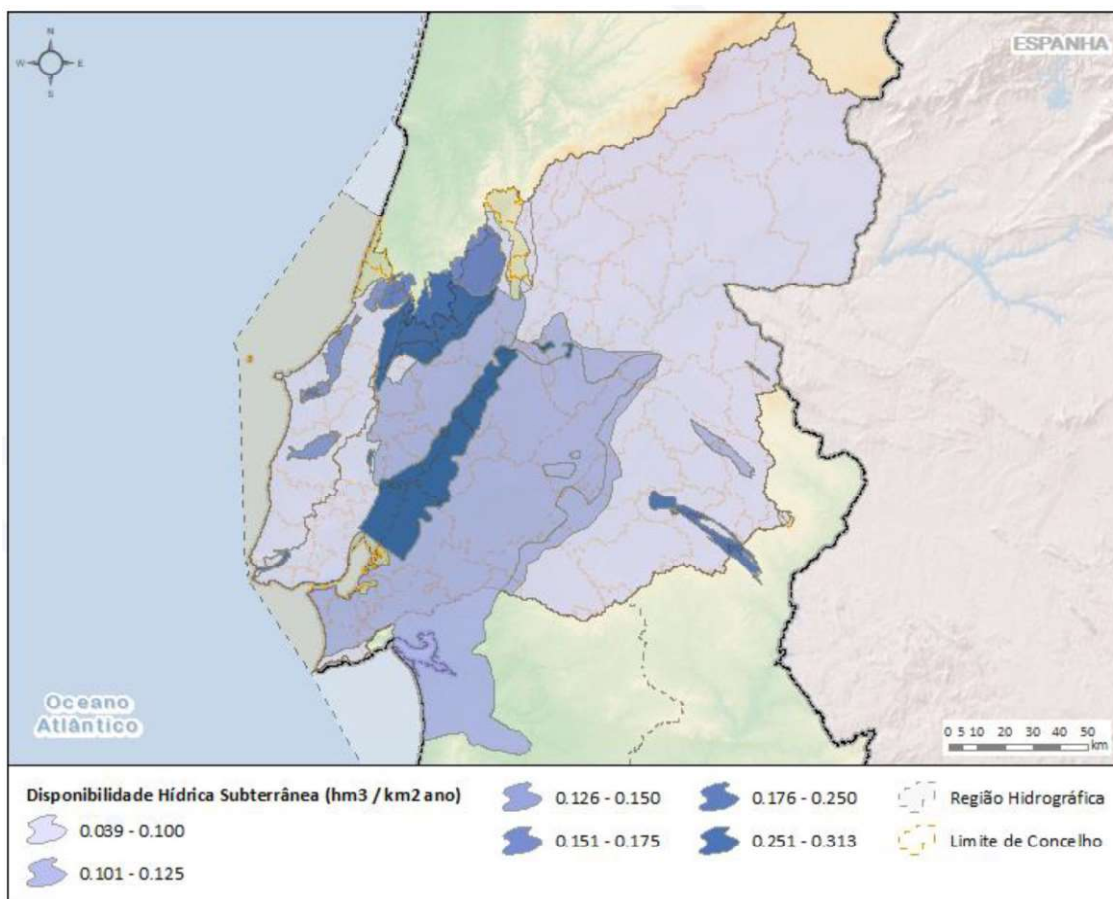 N
W E
S
ESPANHA
Oceano
Atlântico
0 5 10 20 30 40 50
km
Disponibilidade Hídrica Subterrânea (hm3 / km2 ano)
0.039 - 0.100
0.101 - 0.125
0.126 - 0.150
0.151 - 0.175
0.176 - 0.250
0.251 - 0.313
Região Hidrográfica
Limite de Concelho